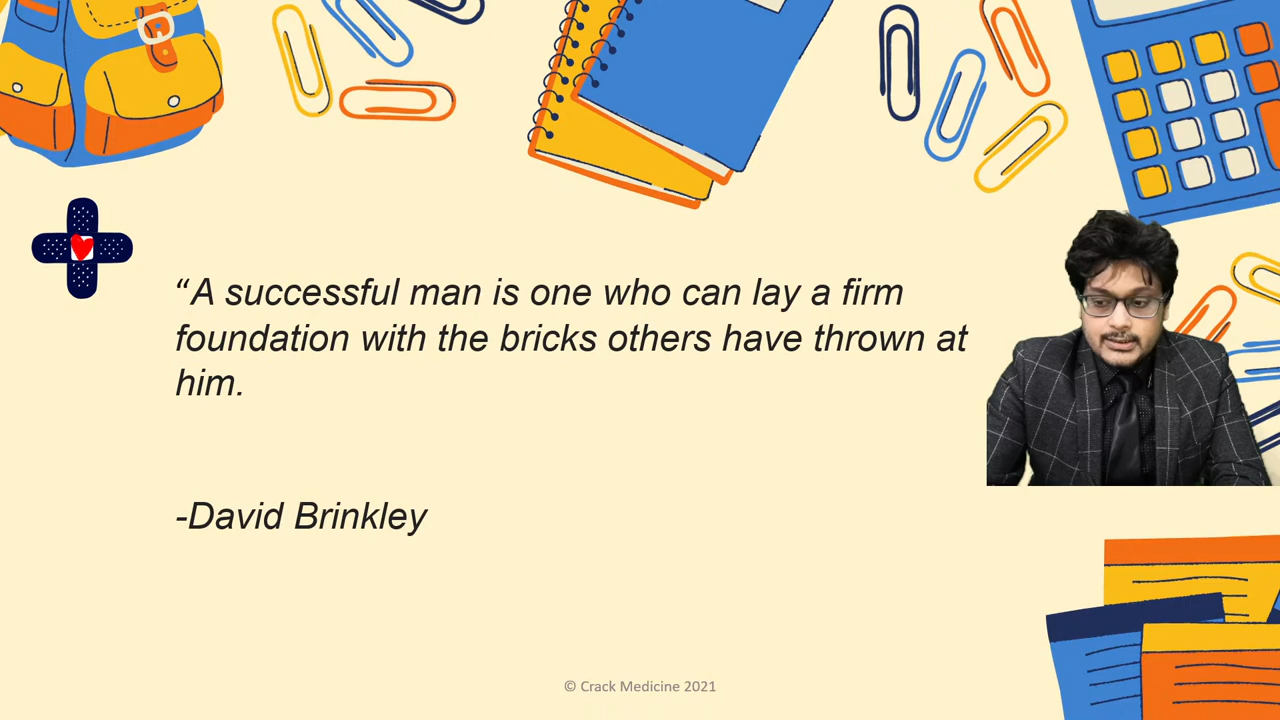 “A successful man is one who can lay a firm
foundation with the bricks others have thrown at
him.
-David Brinkley
© Crack Medicine 2021